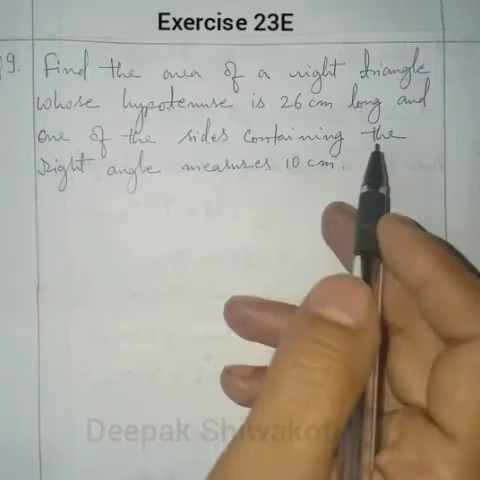 Exercise 23E
9. Find the area of a right triangle
whose hypotenuse is 26 cm long and
one of the sides containing the
right angle measures 10 cm.
Deepak Shiwakoti